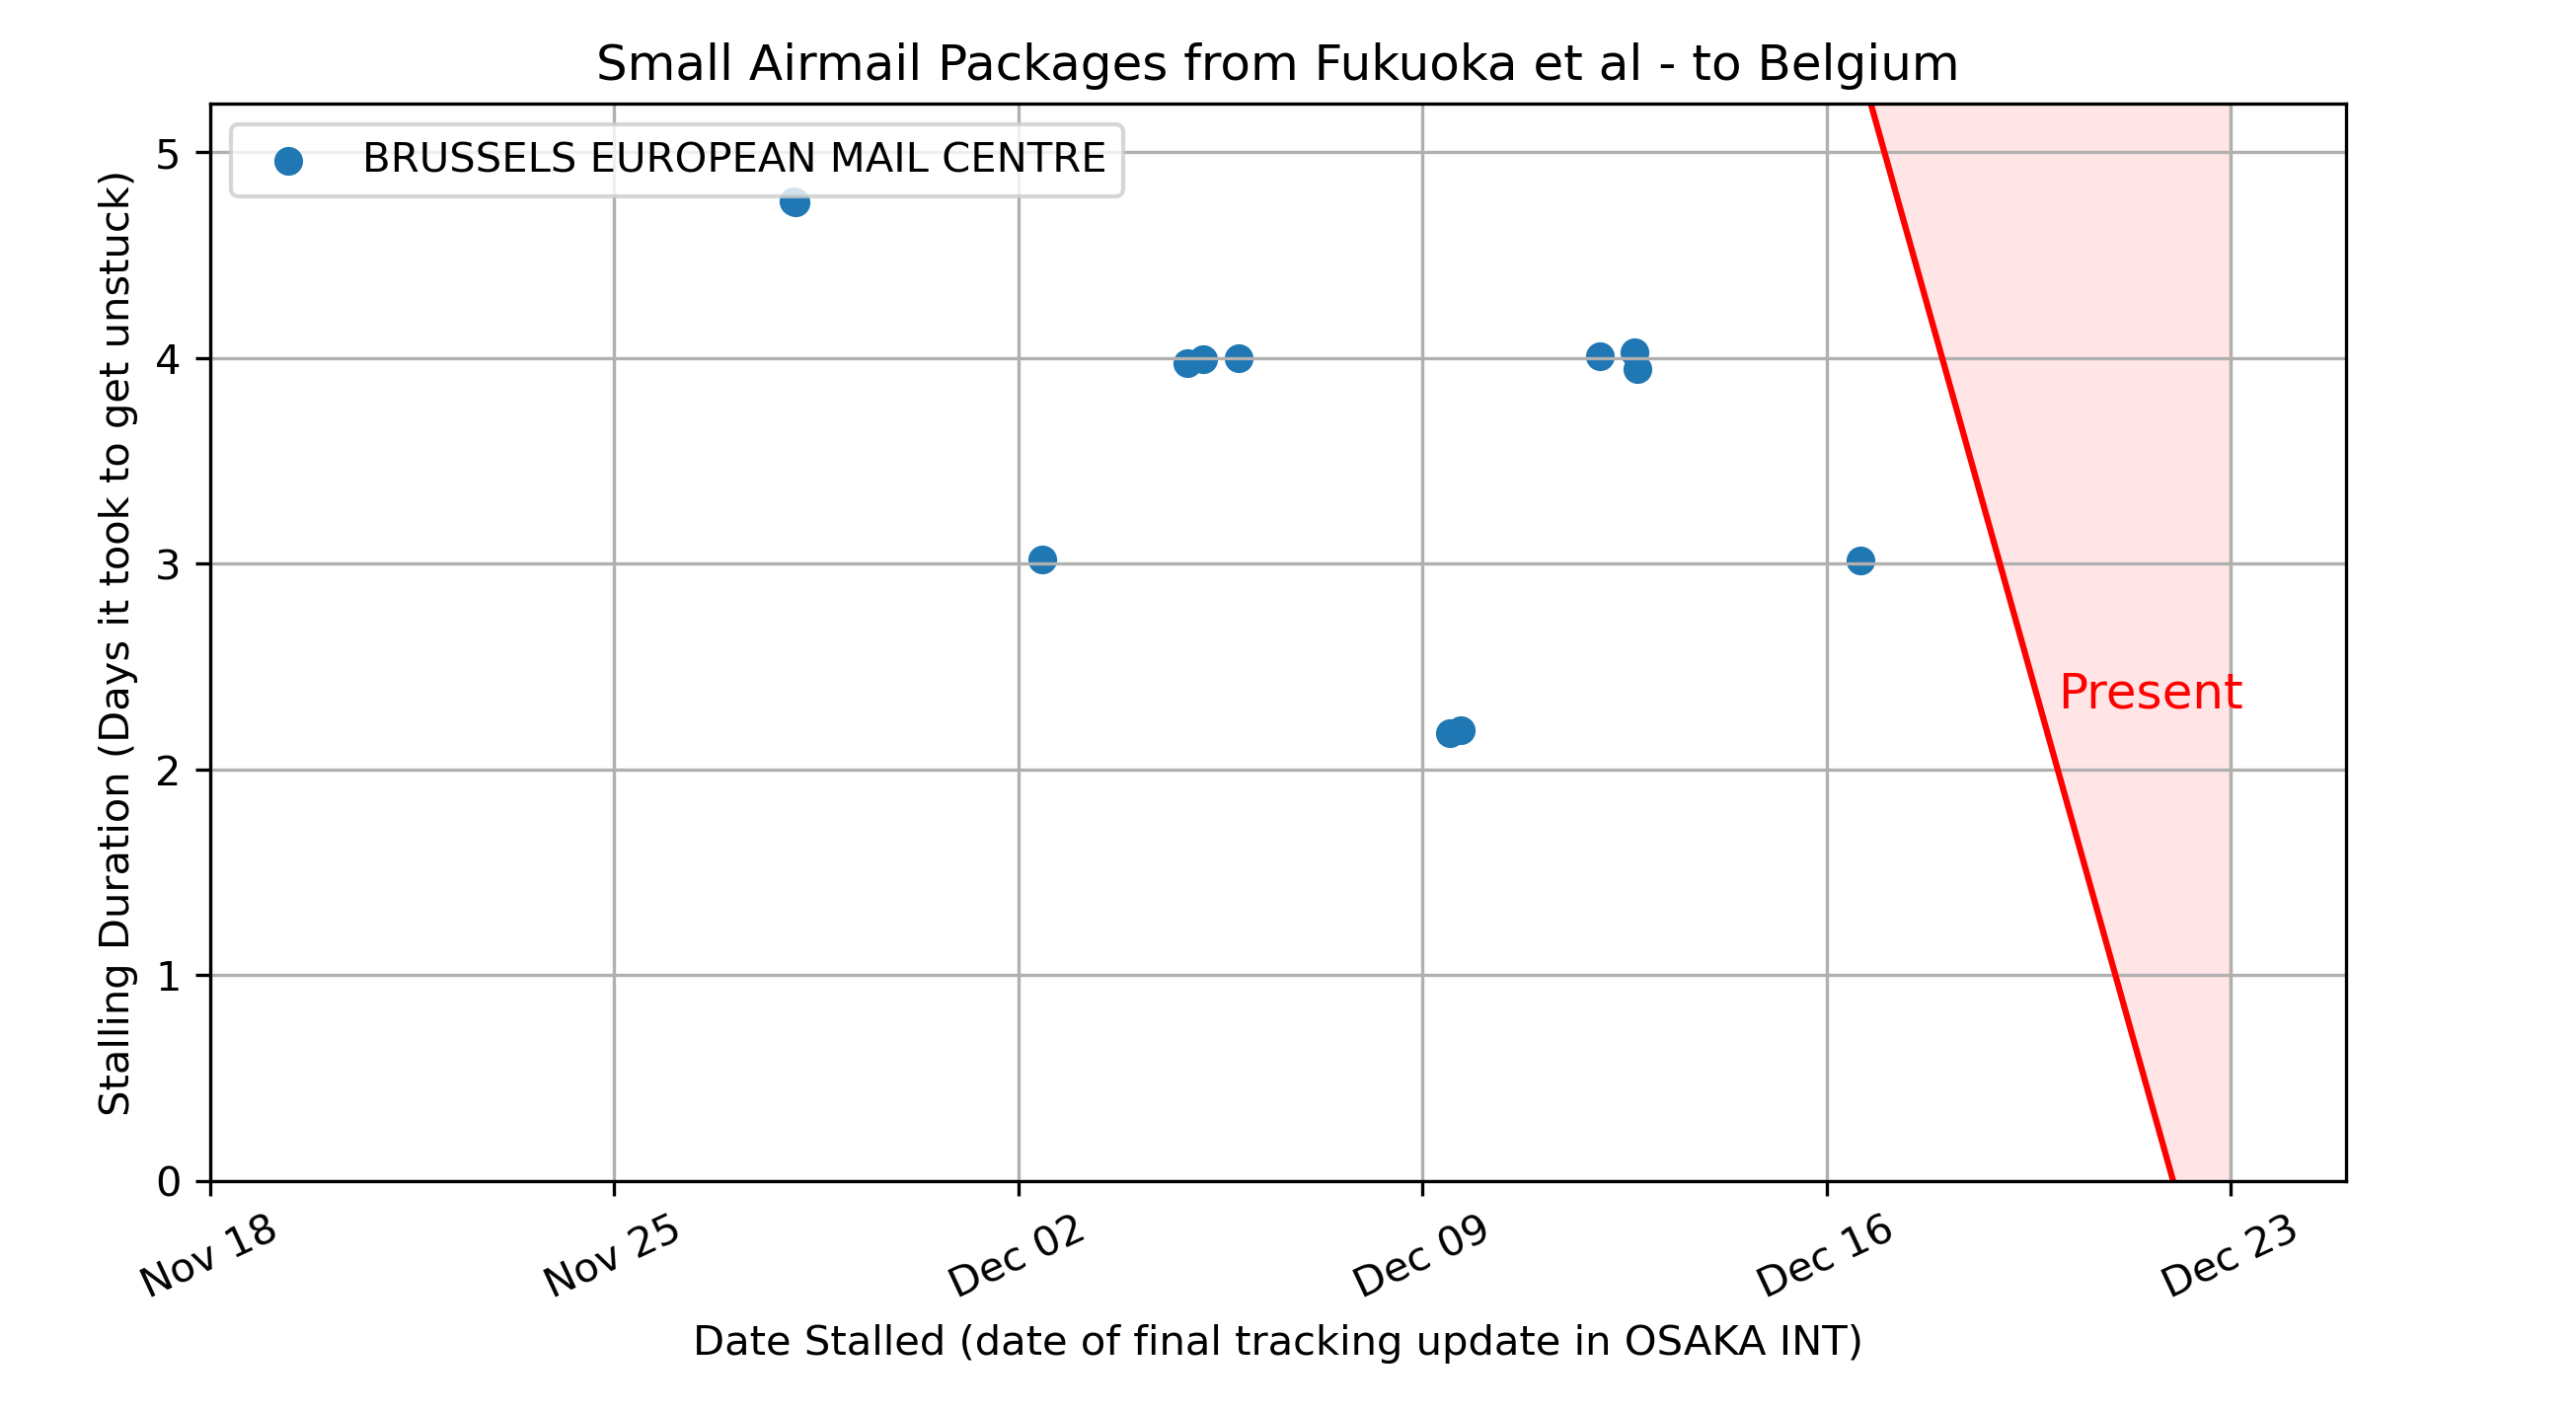 Small Airmail Packages from Fukuoka et al - to Belgium
BRUSSELS EUROPEAN MAIL CENTRE
Stalling Duration (Days it took to get unstuck)
5
4
3
2
1
0
Present
Nov 18
Nov 25
Dec 02
Dec 09
Dec 16
Dec 23
Date Stalled (date of final tracking update in OSAKA INT)